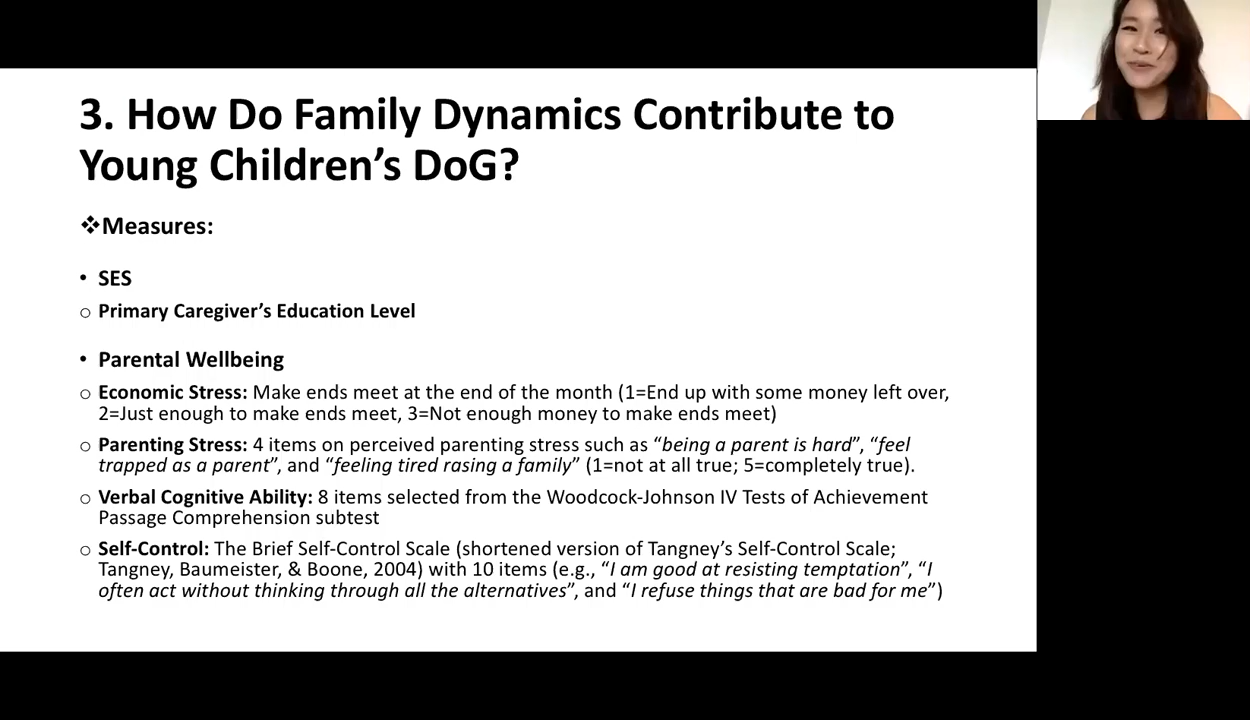 3. How Do Family Dynamics Contribute to
Young Children’s DoG?
❖Measures:
• SES
○ Primary Caregiver’s Education Level
• Parental Wellbeing
○ Economic Stress: Make ends meet at the end of the month (1=End up with some money left over,
2=Just enough to make ends meet, 3=Not enough money to make ends meet)
○ Parenting Stress: 4 items on perceived parenting stress such as “being a parent is hard”, “feel
trapped as a parent”, and “feeling tired rasing a family” (1=not at all true; 5=completely true).
○ Verbal Cognitive Ability: 8 items selected from the Woodcock-Johnson IV Tests of Achievement
Passage Comprehension subtest
○ Self-Control: The Brief Self-Control Scale (shortened version of Tangney’s Self-Control Scale;
Tangney, Baumeister, & Boone, 2004) with 10 items (e.g., “I am good at resisting temptation”, “I
often act without thinking through all the alternatives”, and “I refuse things that are bad for me”)